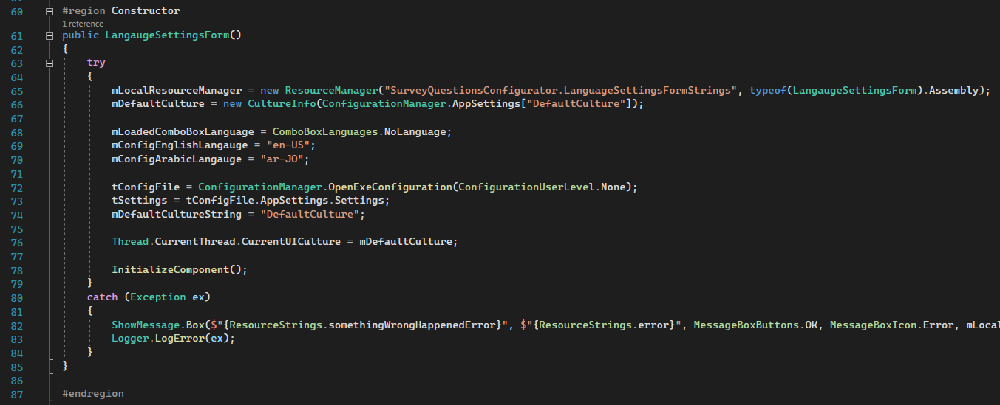 60 #region Constructor
1 reference
61 public LangaugeSettingsForm()
62 {
63 try
64 {
65 mLocalResourceManager = new ResourceManager("SurveyQuestionsConfigurator.LanguageSettingsFormStrings", typeof(LangaugeSettingsForm).Assembly);
66 mDefaultCulture = new CultureInfo(ConfigurationManager.AppSettings["DefaultCulture"]);
67
68 mLoadedComboBoxLanguage = ComboBoxLanguages.NoLanguage;
69 mConfigEnglishLangauge = "en-US";
70 mConfigArabicLangauge = "ar-JO";
71
72 tConfigFile = ConfigurationManager.OpenExeConfiguration(ConfigurationUserLevel.None);
73 tSettings = tConfigFile.AppSettings.Settings;
74 mDefaultCultureString = "DefaultCulture";
75
76 Thread.CurrentThread.CurrentUICulture = mDefaultCulture;
77
78 InitializeComponent();
79 }
80 catch (Exception ex)
81 {
82 ShowMessage.Box($"{ResourceStrings.somethingWrongHappenedError}", $"{ResourceStrings.error}", MessageBoxButtons.OK, MessageBoxIcon.Error, mLocal
83 Logger.LogError(ex);
84 }
85 }
86
87 #endregion